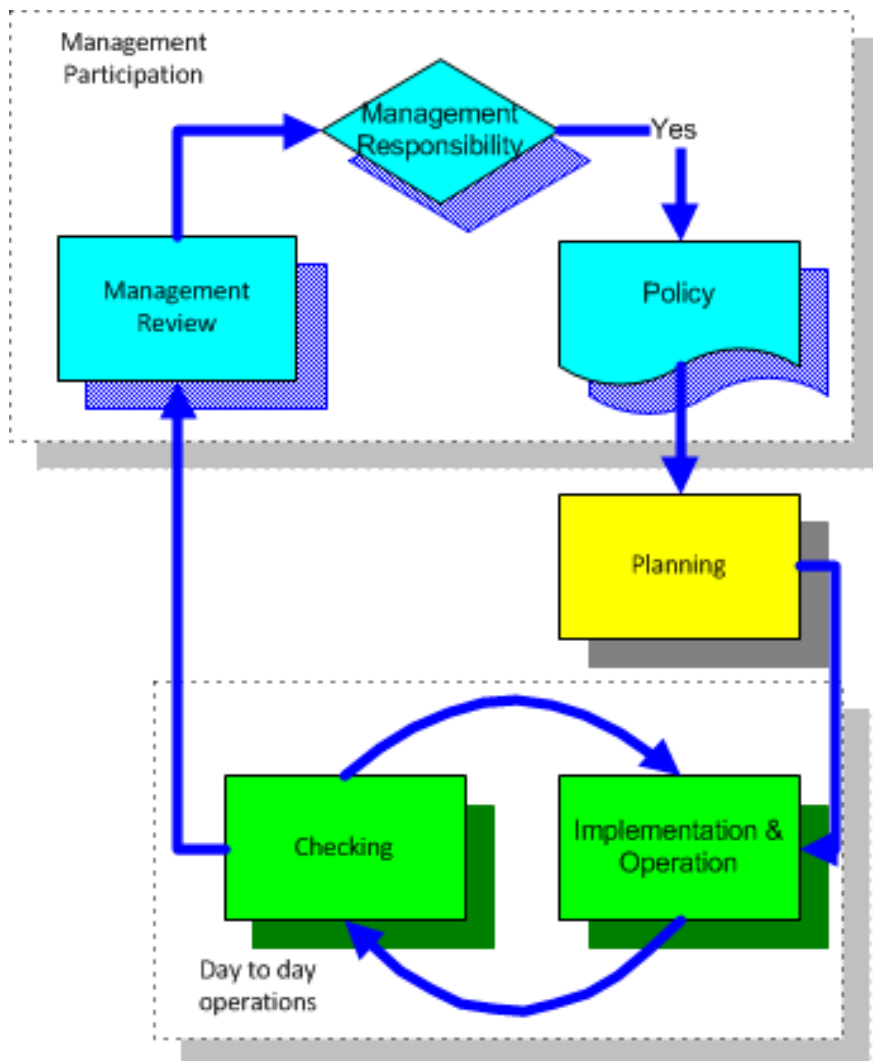 Management
Participation
Management
Responsibility
Yes
Management
Review
Policy
Planning
Checking
Implementation &
Operation
Day to day
operations